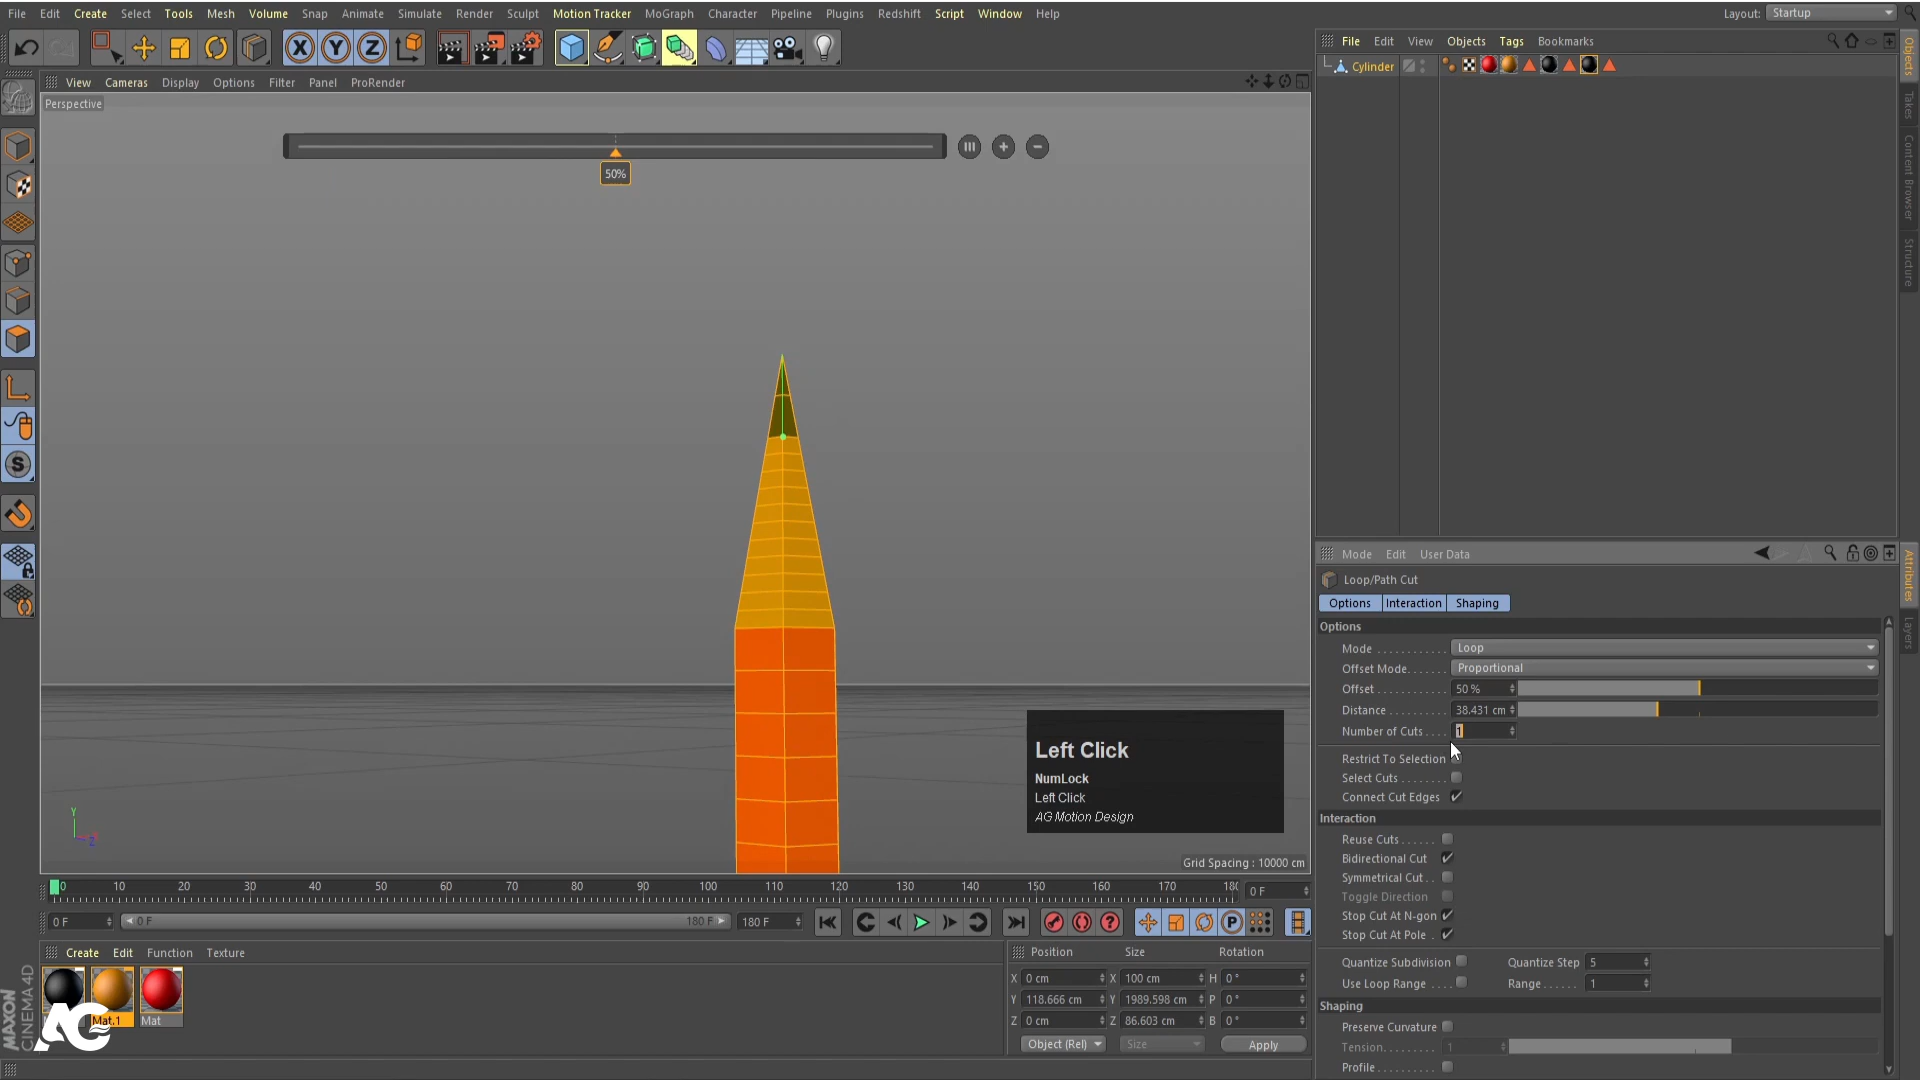 File Edit Create Select Tools Mesh Volume Snap Animate Simulate Render Sculpt Motion Tracker MoGraph Character Pipeline Plugins Redshift Script Window Help
Layout: Startup
File Edit View Objects Tags Bookmarks
View Cameras Display Options Filter Panel ProRender
Perspective
Cylinder
Objects
Takes
Content Browser
Structure
50%
X Y Z
S
Mode Edit User Data
Attributes
Layers
Loop/Path Cut
Options Interaction Shaping
Options
Mode Loop
Offset Mode Proportional
Offset 50 %
Distance 38.431 cm
Number of Cuts 1
Restrict To Selection
Select Cuts
Connect Cut Edges
Interaction
Reuse Cuts
Bidirectional Cut
Symmetrical Cut
Toggle Direction
Stop Cut At N-gon
Stop Cut At Pole
Quantize Subdivision Quantize Step 5
Use Loop Range Range 1
Shaping
Preserve Curvature
Tension 1
Profile
Left Click
NumLock
Left Click
AG Motion Design
Y
Z
Grid Spacing : 10000 cm
0 10 20 30 40 50 60 70 80 90 100 110 120 130 140 150 160 170 0 F
0 F 0 F 180 F 180 F
P
Create Edit Function Texture
Mat.1 Mat
MAXON
CINEMA 4D
AG
Position Size Rotation
X 0 cm X 100 cm H 0 °
Y 118.666 cm Y 1989.598 cm P 0 °
Z 0 cm Z 86.603 cm B 0 °
Object (Rel) Size Apply